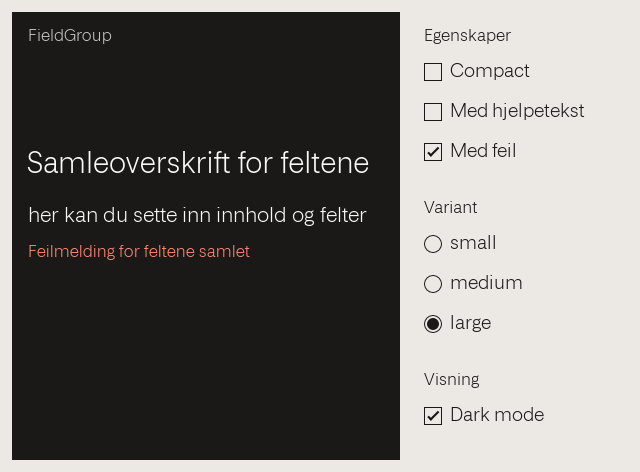 FieldGroup
Samleoverskrift for feltene
her kan du sette inn innhold og felter
Feilmelding for feltene samlet
Egenskaper
Compact
Med hjelpetekst
Med feil
Variant
small
medium
large
Visning
Dark mode